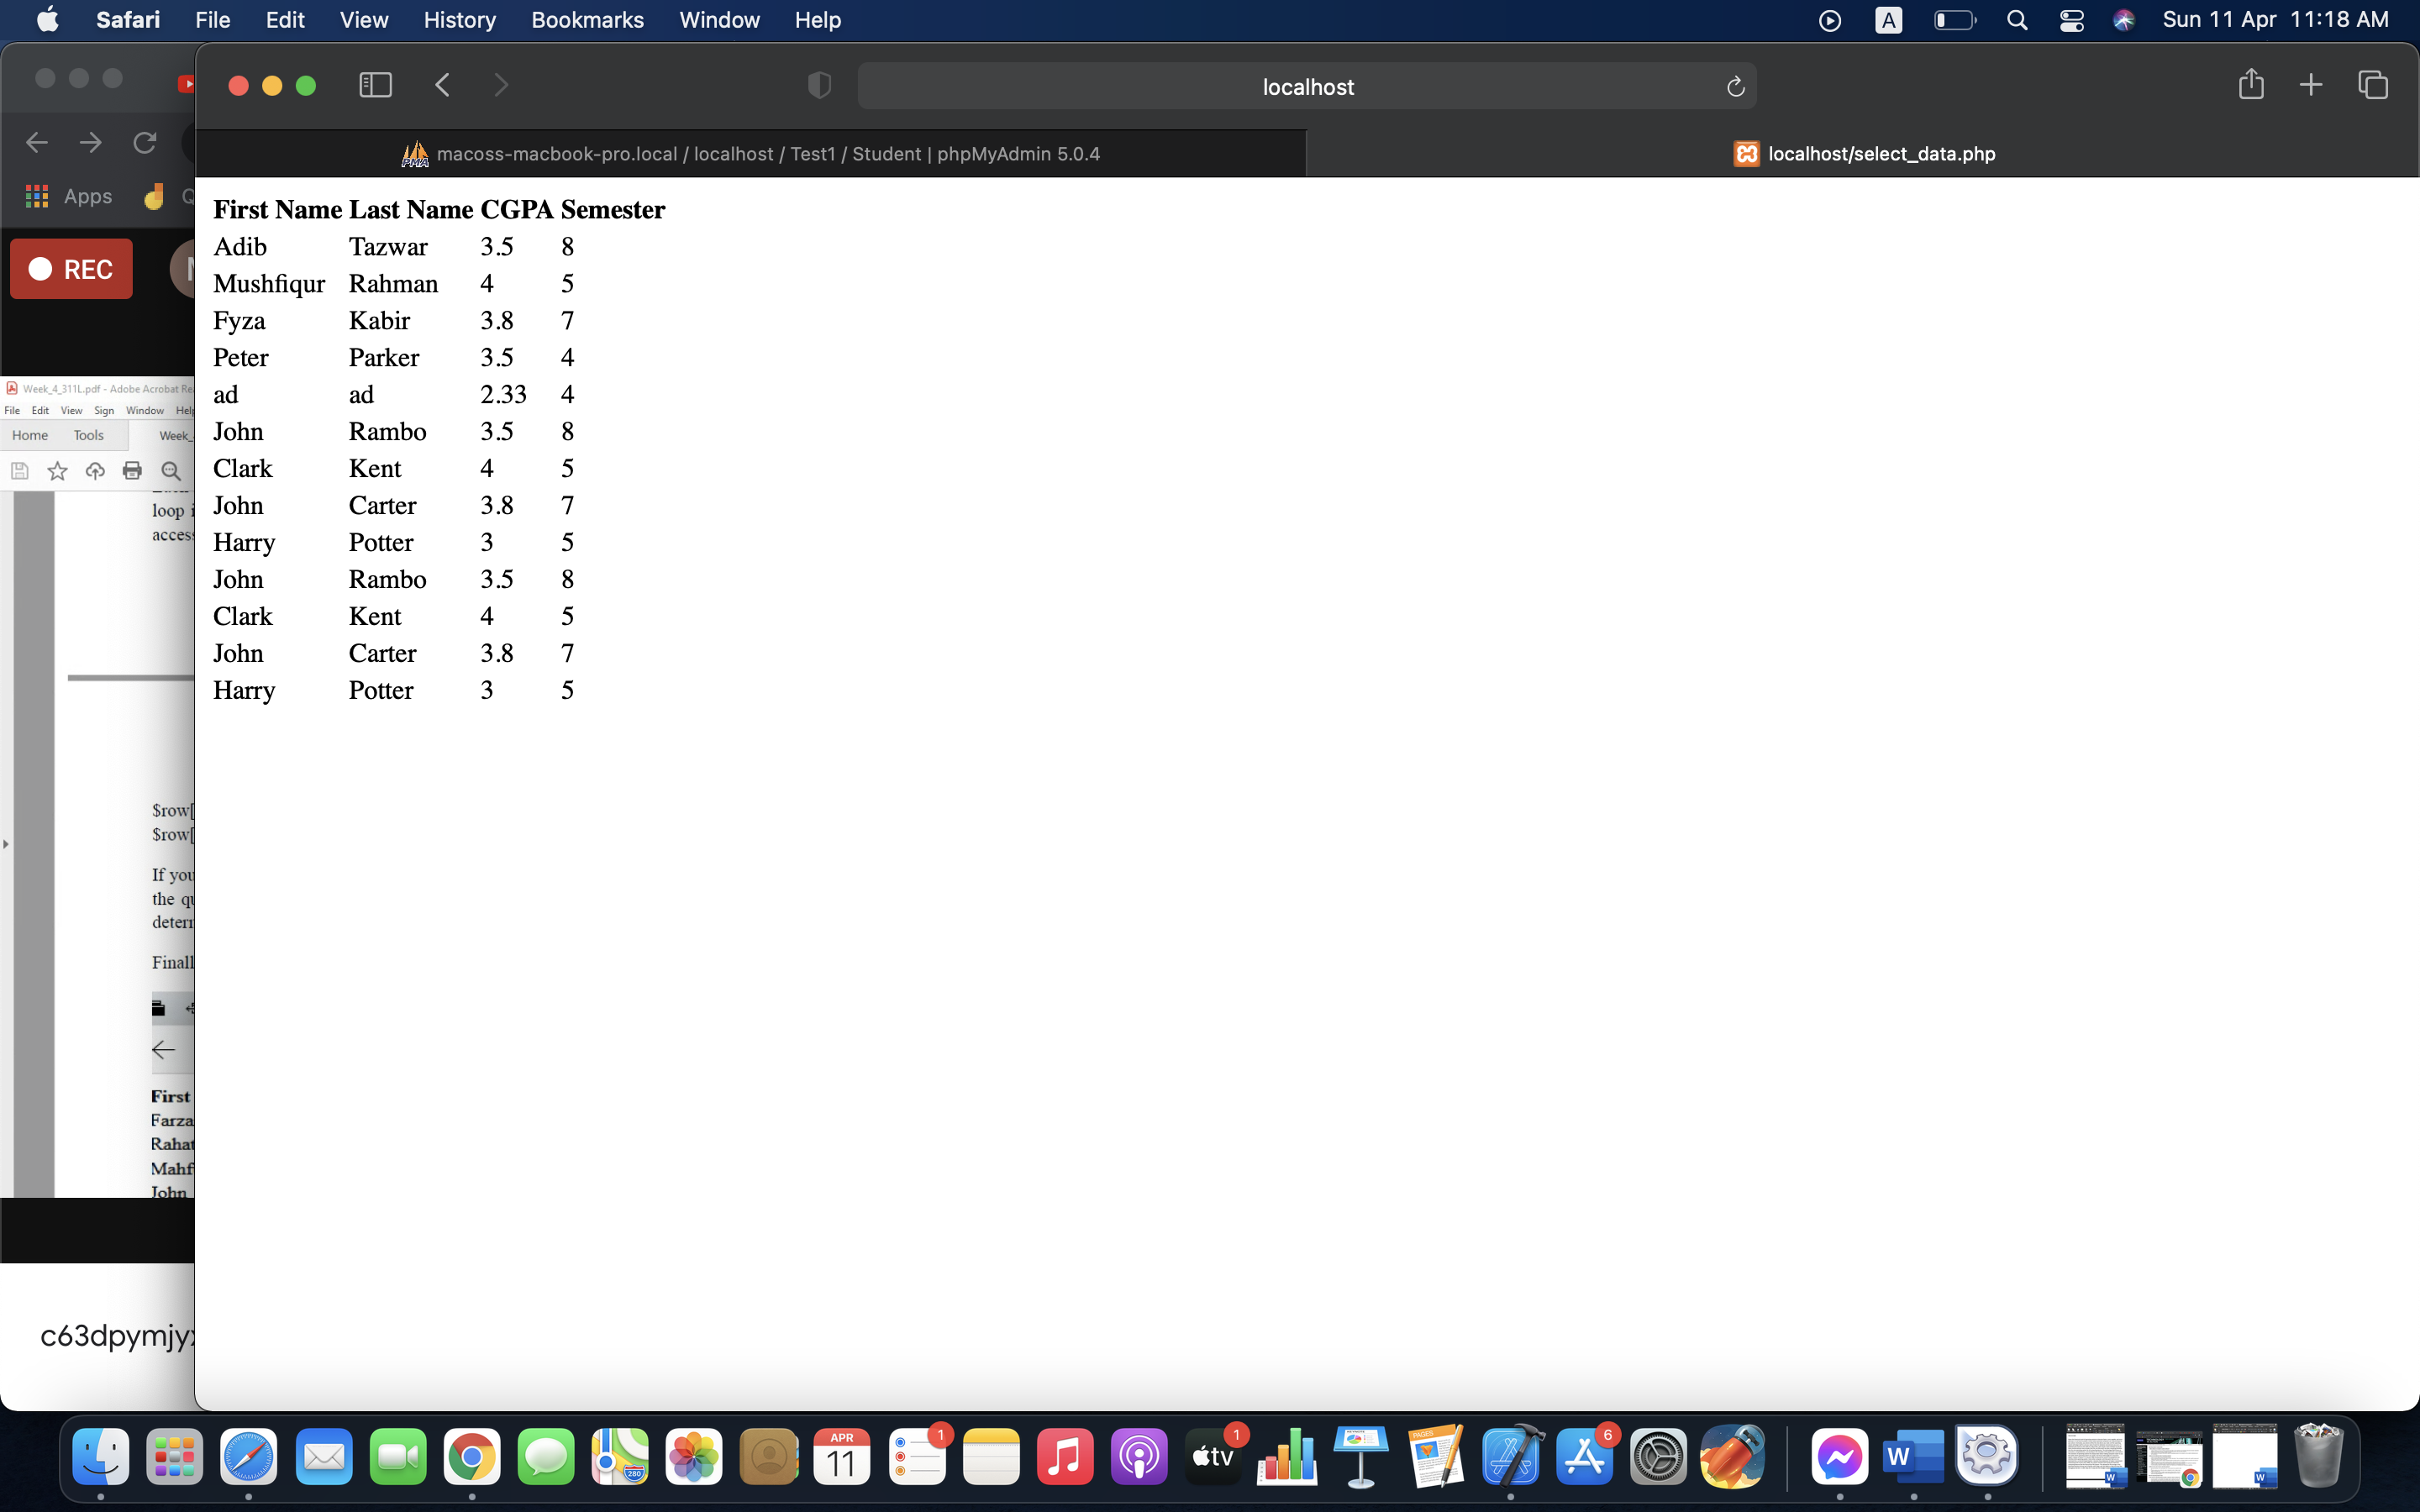 Safari File Edit View History Bookmarks Window Help A Sun 11 Apr 11:18 AM
localhost
PMA macoss-macbook-pro.local / localhost / Test1 / Student | phpMyAdmin 5.0.4
localhost/select_data.php
Apps
REC
First Name Last Name CGPA Semester
Adib Tazwar 3.5 8
Mushfiqur Rahman 4 5
Fyza Kabir 3.8 7
Peter Parker 3.5 4
ad ad 2.33 4
John Rambo 3.5 8
Clark Kent 4 5
John Carter 3.8 7
Harry Potter 3 5
John Rambo 3.5 8
Clark Kent 4 5
John Carter 3.8 7
Harry Potter 3 5
Week_4_311L.pdf - Adobe Acrobat Re
File Edit View Sign Window Help
Home Tools Week_
loop
acces
$row[
$row[
If you
the qu
deter
Finall
First
Farza
Rahat
Mahf
John
c63dpymjy
APR
11
1
tv
1
PAGES
6
280
W
W
W